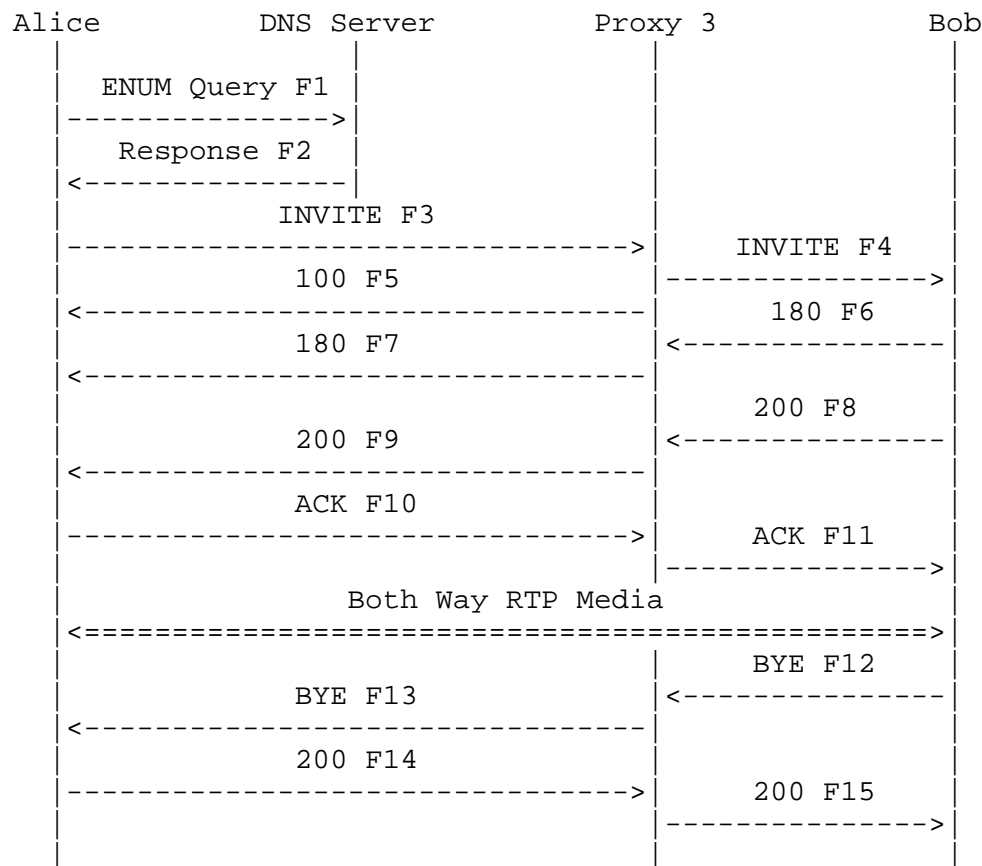 Alice DNS Server Proxy 3 Bob
ENUM Query F1
Response F2
INVITE F3
INVITE F4
100 F5
180 F6
180 F7
200 F8
200 F9
ACK F10
ACK F11
Both Way RTP Media
BYE F12
BYE F13
200 F14
200 F15